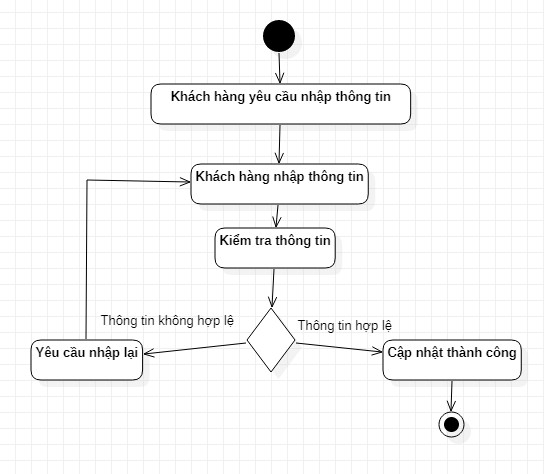 Khách hàng yêu cầu nhập thông tin
Khách hàng nhập thông tin
Kiểm tra thông tin
Thông tin không hợp lệ
Thông tin hợp lệ
Yêu cầu nhập lại
Cập nhật thành công